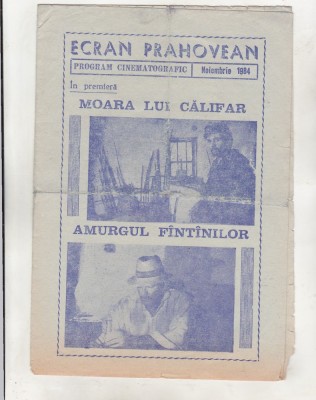 ECRAN PRAHOVEAN
PROGRAM CINEMATOGRAFIC Noiembrie 1984
În premieră
MOARA LUI CĂLIFAR
AMURGUL FÎNTÎNILOR